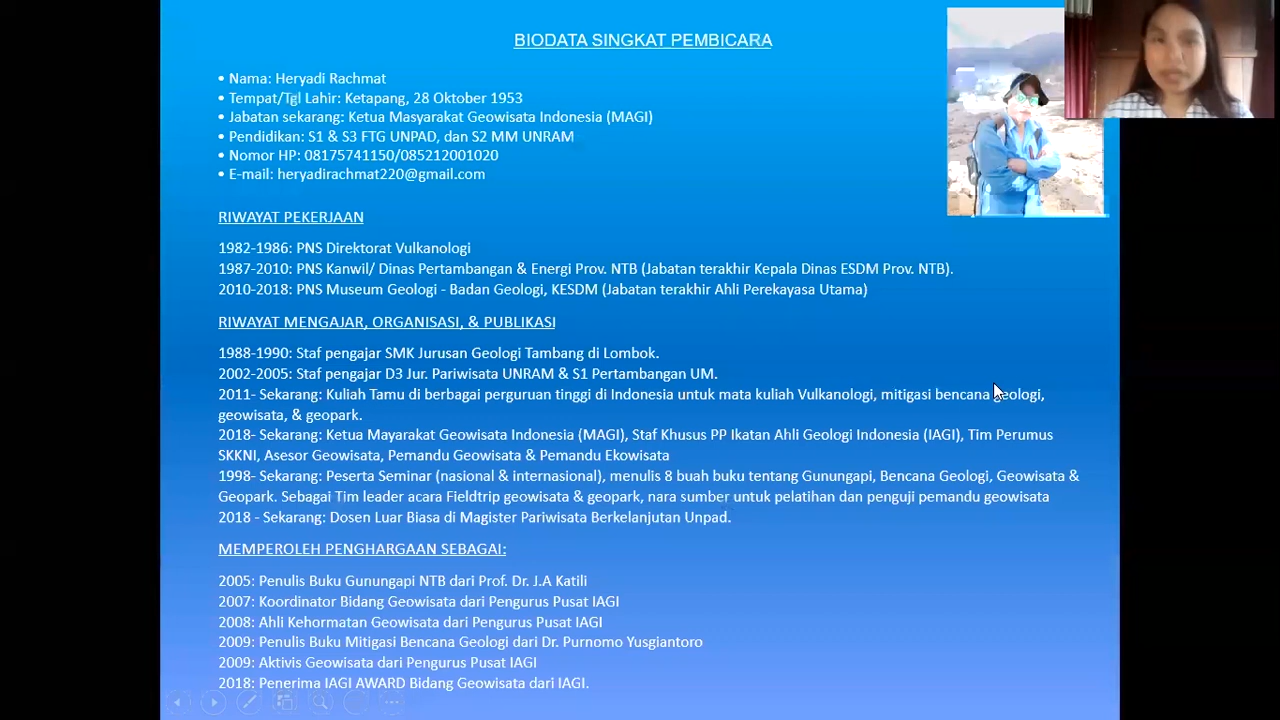 BIODATA SINGKAT PEMBICARA
• Nama: Heryadi Rachmat
• Tempat/Tgl Lahir: Ketapang, 28 Oktober 1953
• Jabatan sekarang: Ketua Masyarakat Geowisata Indonesia (MAGI)
• Pendidikan: S1 & S3 FTG UNPAD, dan S2 MM UNRAM
• Nomor HP: 08175741150/085212001020
• E-mail: heryadirachmat220@gmail.com
RIWAYAT PEKERJAAN
1982-1986: PNS Direktorat Vulkanologi
1987-2010: PNS Kanwil/ Dinas Pertambangan & Energi Prov. NTB (Jabatan terakhir Kepala Dinas ESDM Prov. NTB).
2010-2018: PNS Museum Geologi - Badan Geologi, KESDM (Jabatan terakhir Ahli Perekayasa Utama)
RIWAYAT MENGAJAR, ORGANISASI, & PUBLIKASI
1988-1990: Staf pengajar SMK Jurusan Geologi Tambang di Lombok.
2002-2005: Staf pengajar D3 Jur. Pariwisata UNRAM & S1 Pertambangan UM.
2011- Sekarang: Kuliah Tamu di berbagai perguruan tinggi di Indonesia untuk mata kuliah Vulkanologi, mitigasi bencana geologi,
geowisata, & geopark.
2018- Sekarang: Ketua Mayarakat Geowisata Indonesia (MAGI), Staf Khusus PP Ikatan Ahli Geologi Indonesia (IAGI), Tim Perumus
SKKNI, Asesor Geowisata, Pemandu Geowisata & Pemandu Ekowisata
1998- Sekarang: Peserta Seminar (nasional & internasional), menulis 8 buah buku tentang Gunungapi, Bencana Geologi, Geowisata &
Geopark. Sebagai Tim leader acara Fieldtrip geowisata & geopark, nara sumber untuk pelatihan dan penguji pemandu geowisata
2018 - Sekarang: Dosen Luar Biasa di Magister Pariwisata Berkelanjutan Unpad.
MEMPEROLEH PENGHARGAAN SEBAGAI:
2005: Penulis Buku Gunungapi NTB dari Prof. Dr. J.A Katili
2007: Koordinator Bidang Geowisata dari Pengurus Pusat IAGI
2008: Ahli Kehormatan Geowisata dari Pengurus Pusat IAGI
2009: Penulis Buku Mitigasi Bencana Geologi dari Dr. Purnomo Yusgiantoro
2009: Aktivis Geowisata dari Pengurus Pusat IAGI
2018: Penerima IAGI AWARD Bidang Geowisata dari IAGI.